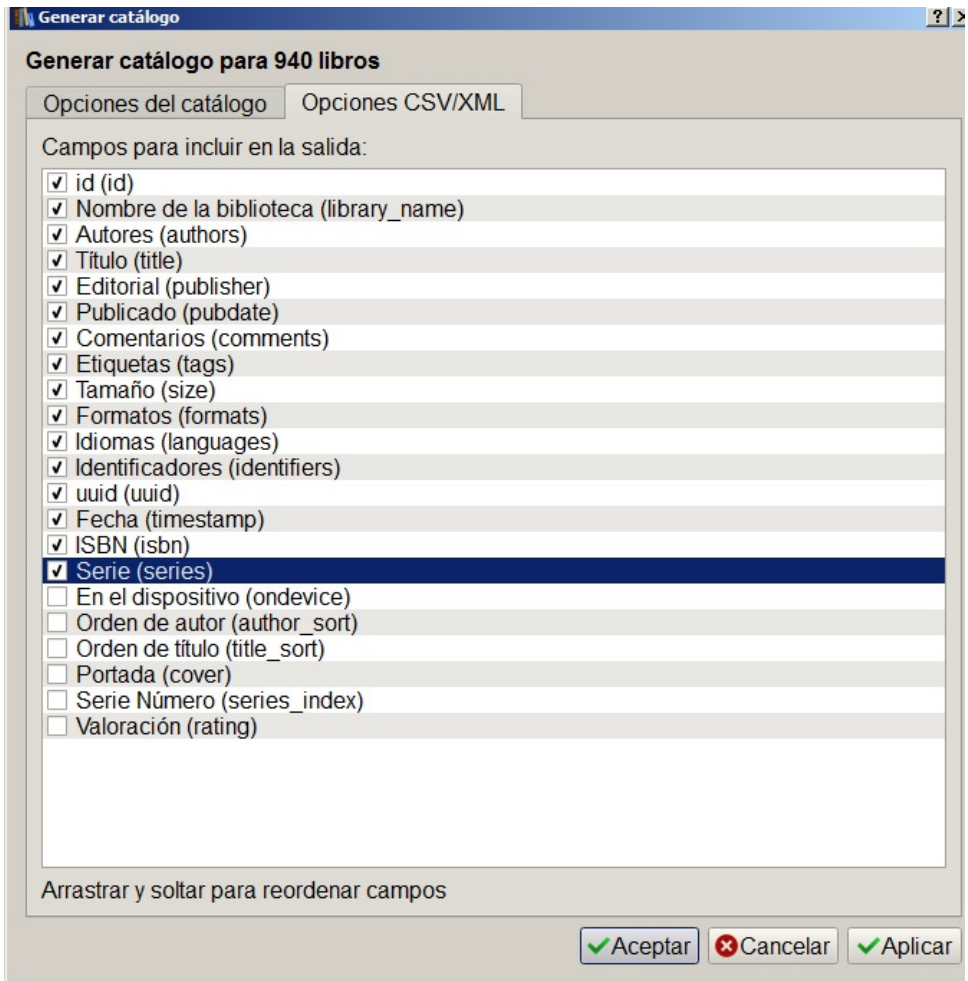 Generar catálogo
Generar catálogo para 940 libros
Opciones del catálogo
Opciones CSV/XML
Campos para incluir en la salida:
id (id)
Nombre de la biblioteca (library_name)
Autores (authors)
Título (title)
Editorial (publisher)
Publicado (pubdate)
Comentarios (comments)
Etiquetas (tags)
Tamaño (size)
Formatos (formats)
Idiomas (languages)
Identificadores (identifiers)
uuid (uuid)
Fecha (timestamp)
ISBN (isbn)
Serie (series)
En el dispositivo (ondevice)
Orden de autor (author_sort)
Orden de título (title_sort)
Portada (cover)
Serie Número (series_index)
Valoración (rating)
Arrastrar y soltar para reordenar campos
Aceptar Cancelar Aplicar